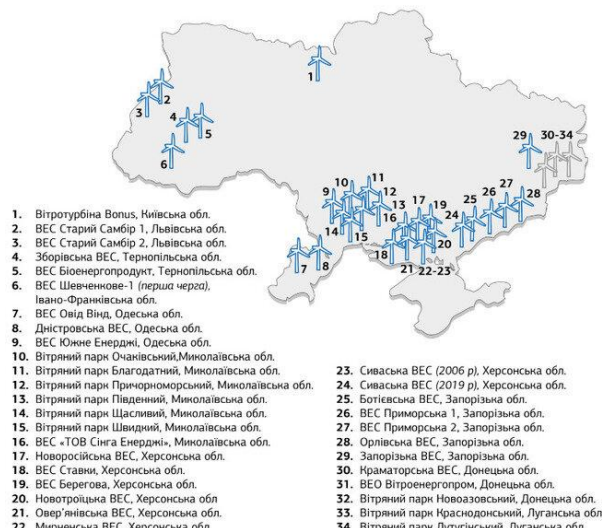 1
2
3
4
5
6
7
8
9
10
11
12
13
14
15
16
17
18
19
20
21
22-23
24
25
26
27
28
29
30-34
1. Вітротурбіна Bonus, Київська обл.
2. ВЕС Старий Самбір 1, Львівська обл.
3. ВЕС Старий Самбір 2, Львівська обл.
4. Зборівська ВЕС, Тернопільська обл.
5. ВЕС Біоенергопродукт, Тернопільська обл.
6. ВЕС Шевченкове-1 (перша черга),
Івано-Франківська обл.
7. ВЕС Овід Вінд, Одеська обл.
8. Дністровська ВЕС, Одеська обл.
9. ВЕС Южне Енерджі, Одеська обл.
10. Вітряний парк Очаківський,Миколаївська обл.
11. Вітряний парк Благодатний, Миколаївська обл.
12. Вітряний парк Причорноморський, Миколаївська обл.
13. Вітряний парк Південний, Миколаївська обл.
14. Вітряний парк Щасливий, Миколаївська обл.
15. Вітряний парк Швидкий, Миколаївська обл.
16. ВЕС «ТОВ Сінга Енерджі», Миколаївська обл.
17. Новоросійська ВЕС, Херсонська обл.
18. ВЕС Ставки, Херсонська обл.
19. ВЕС Берегова, Херсонська обл.
20. Новотроїцька ВЕС, Херсонська обл
21. Овер'янівська ВЕС, Херсонська обл.
22. Мирненська ВЕС, Херсонська обл.
23. Сиваська ВЕС (2006 р), Херсонська обл.
24. Сиваська ВЕС (2019 р), Херсонська обл.
25. Ботієвська ВЕС, Запорізька обл.
26. ВЕС Приморська 1, Запорізька обл.
27. ВЕС Приморська 2, Запорізька обл.
28. Орлівська ВЕС, Запорізька обл.
29. Запорізька ВЕС, Запорізька обл.
30. Краматорська ВЕС, Донецька обл.
31. ВЕО Вітроенергопром, Донецька обл.
32. Вітряний парк Новоазовський, Донецька обл.
33. Вітряний парк Краснодонський, Луганська обл
34. Вітряний парк Лутугінський, Луганська обл